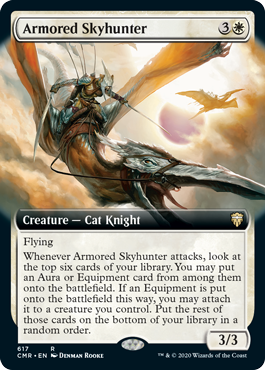 Armored Skyhunter 3
Creature — Cat Knight
Flying
Whenever Armored Skyhunter attacks, look at
the top six cards of your library. You may put
an Aura or Equipment card from among them
onto the battlefield. If an Equipment is put
onto the battlefield this way, you may attach
it to a creature you control. Put the rest of
those cards on the bottom of your library in a
random order.
3/3
617 R
CMR • EN Denman Rooke ™ & © 2020 Wizards of the Coast